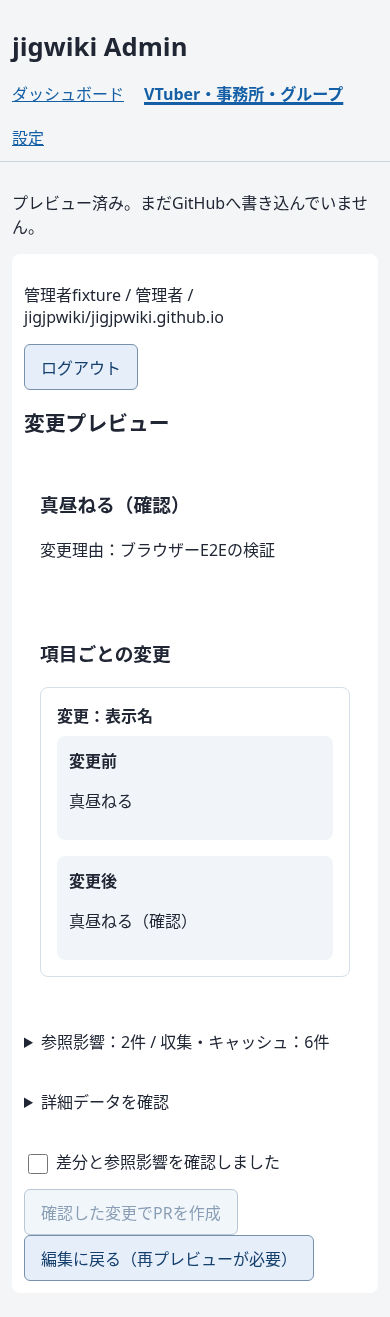 jigwiki Admin
ダッシュボード VTuber・事務所・グループ
設定
プレビュー済み。まだGitHubへ書き込んでいませ
ん。
管理者fixture / 管理者 /
jigjpwiki/jigjpwiki.github.io
ログアウト
変更プレビュー
真昼ねる（確認）
変更理由：ブラウザーE2Eの検証
項目ごとの変更
変更：表示名
変更前
真昼ねる
変更後
真昼ねる（確認）
▶ 参照影響：2件 / 収集・キャッシュ：6件
▶ 詳細データを確認
差分と参照影響を確認しました
確認した変更でPRを作成
編集に戻る（再プレビューが必要）